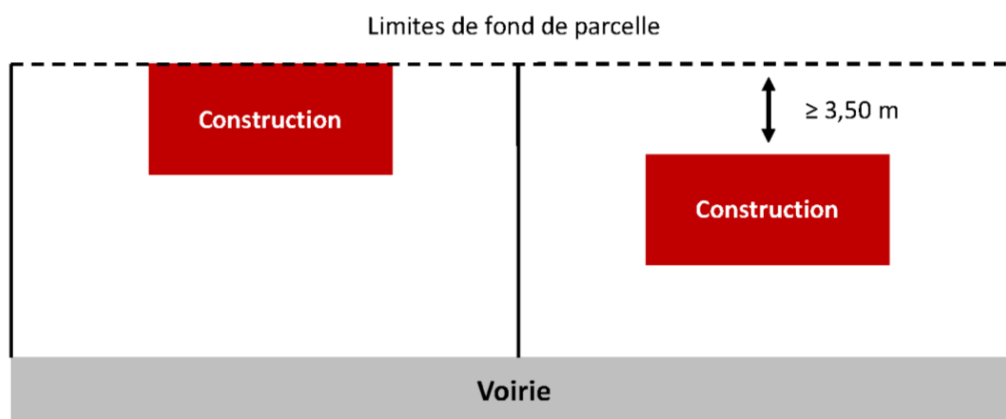 Limites de fond de parcelle
Construction
≥ 3,50 m
Construction
Voirie